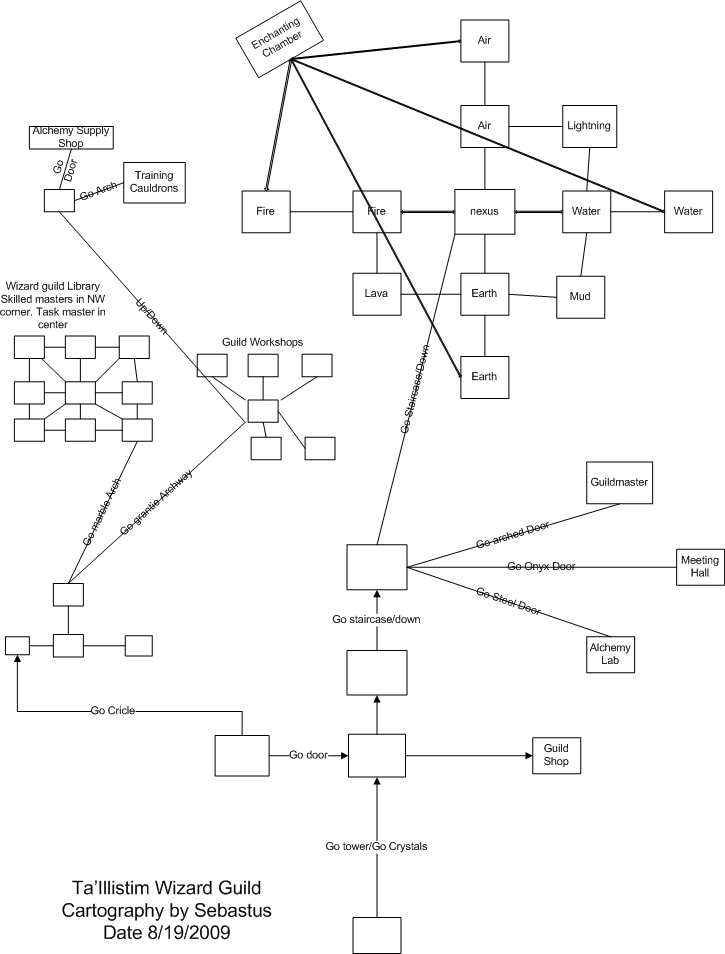 Enchanting
Chamber
Air
Air
Lightning
Alchemy Supply
Shop
Go
Door
Go Arch
Training
Cauldrons
Fire
Fire
nexus
Water
Water
Lava
Earth
Mud
Earth
Up/Down
Wizard guild Library
Skilled masters in NW
corner. Task master in
center
Guild Workshops
Go Staircase/Down
Go marble Arch
Go grantie Archway
Guildmaster
Go arched Door
Go Onyx Door
Meeting
Hall
Go Steel Door
Alchemy
Lab
Go staircase/down
Go Cricle
Go door
Guild
Shop
Go tower/Go Crystals
Ta'Illistim Wizard Guild
Cartography by Sebastus
Date 8/19/2009